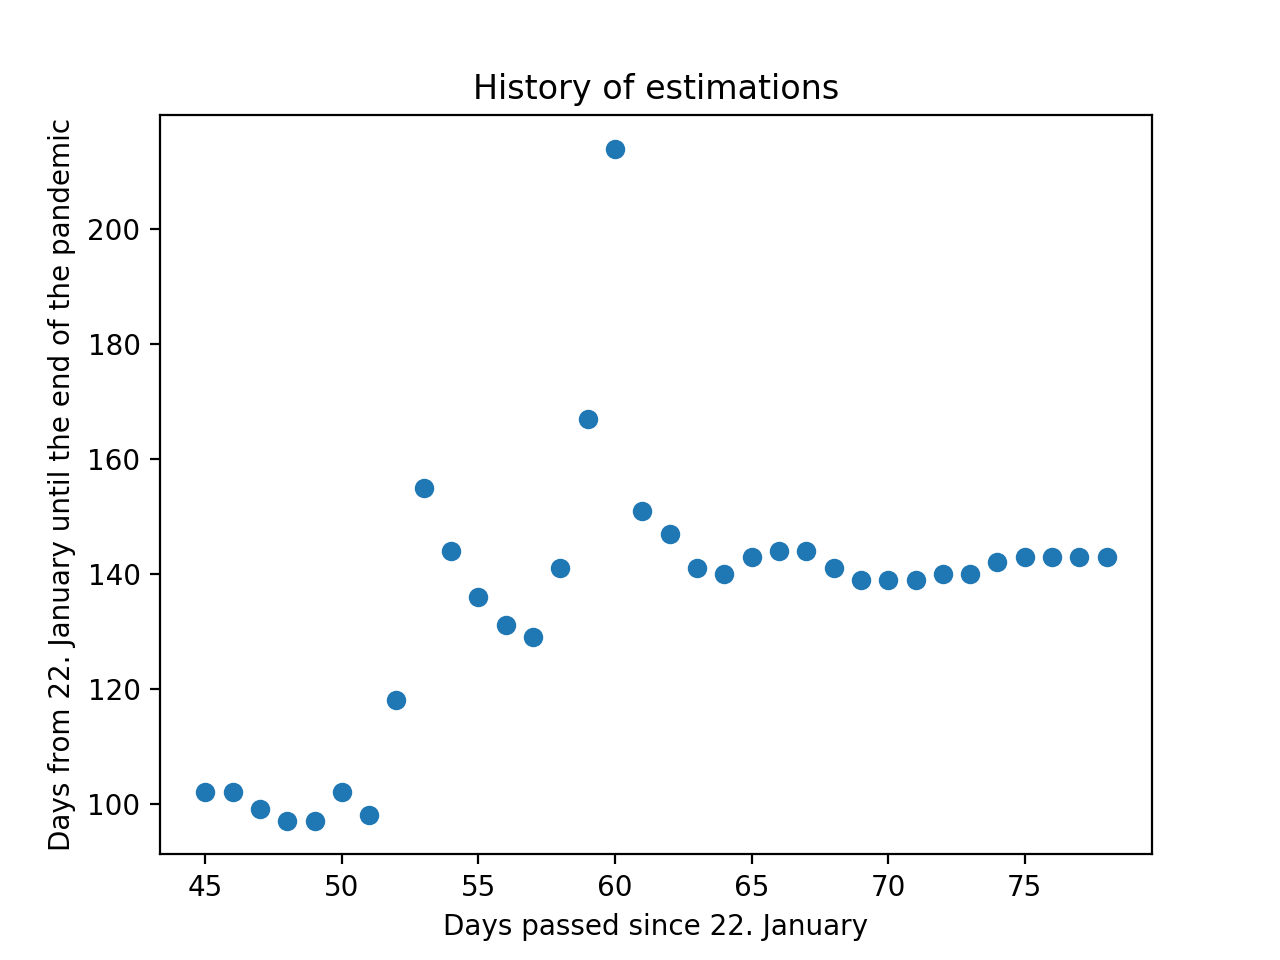 History of estimations
Days from 22. January until the end of the pandemic
200
180
160
140
120
100
45 50 55 60 65 70 75
Days passed since 22. January